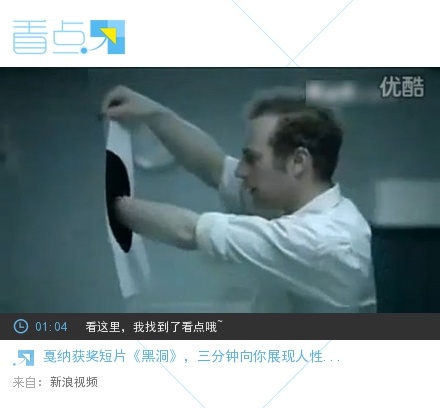 看点
优酷
01:04 看这里，我找到了看点哦~
戛纳获奖短片《黑洞》，三分钟向你展现人性...
来自：新浪视频